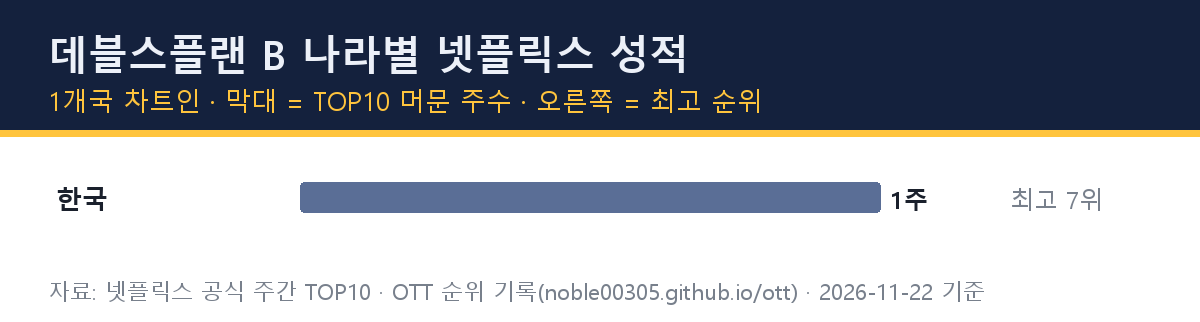 데블스플랜 B 나라별 넷플릭스 성적
1개국 차트인 · 막대 = TOP10 머문 주수 · 오른쪽 = 최고 순위
한국 1주 최고 7위
자료: 넷플릭스 공식 주간 TOP10 · OTT 순위 기록(noble00305.github.io/ott) · 2026-11-22 기준